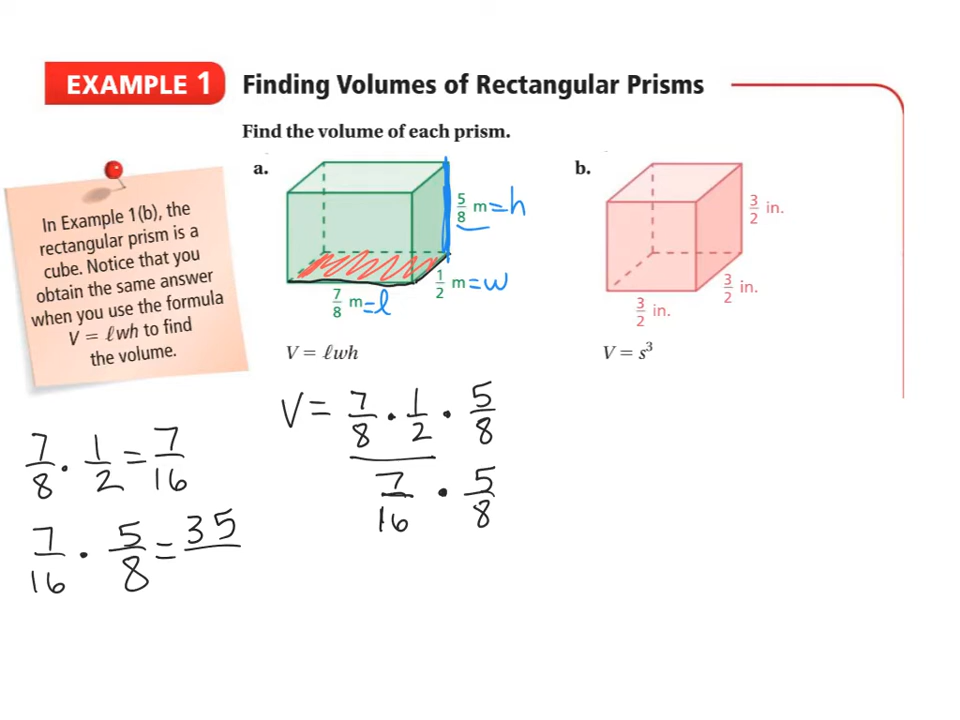 EXAMPLE 1 Finding Volumes of Rectangular Prisms
Find the volume of each prism.
a.
5/8 m = h
1/2 m = w
7/8 m = l
V = ℓwh
b.
3/2 in.
3/2 in.
3/2 in.
V = s³
In Example 1(b), the
rectangular prism is a
cube. Notice that you
obtain the same answer
when you use the formula
V = ℓwh to find
the volume.
V = 7/8 · 1/2 · 5/8
7/16 · 5/8
7/8 · 1/2 = 7/16
7/16 · 5/8 = 35